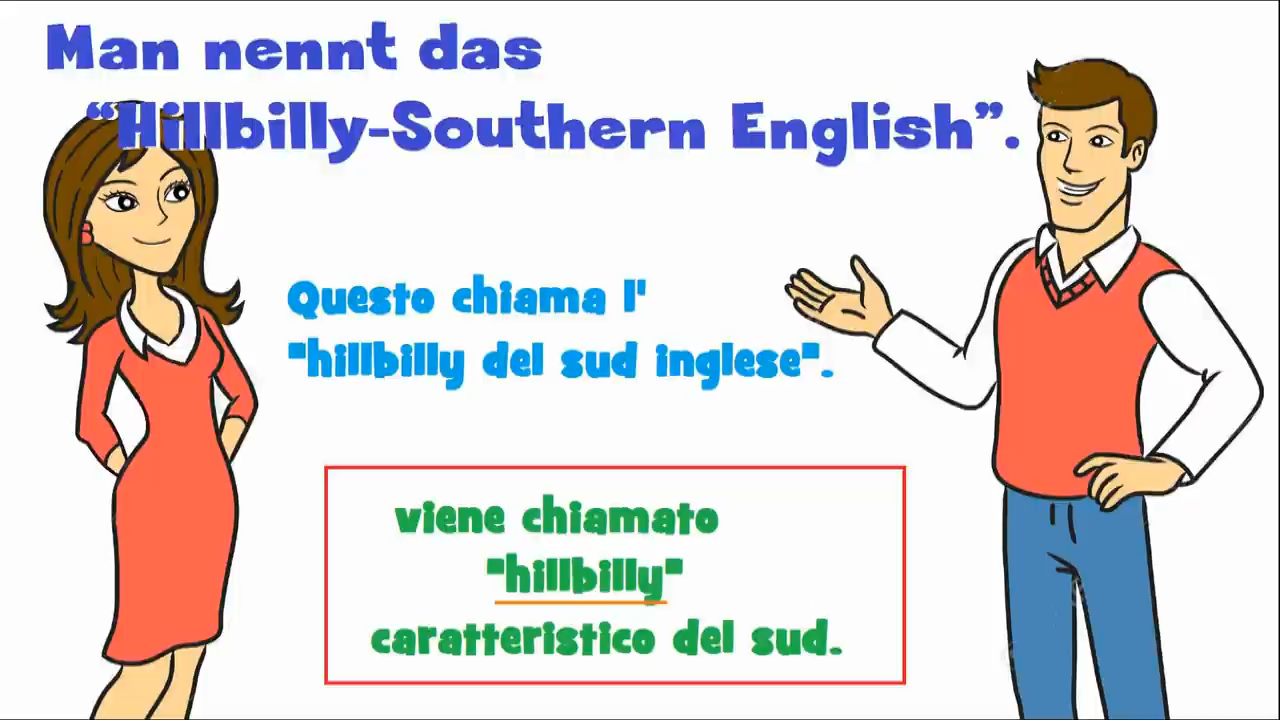 Man nennt das
“Hillbilly-Southern English”.
Questo chiama l'
"hillbilly del sud inglese".
viene chiamato
"hillbilly"
caratteristico del sud.